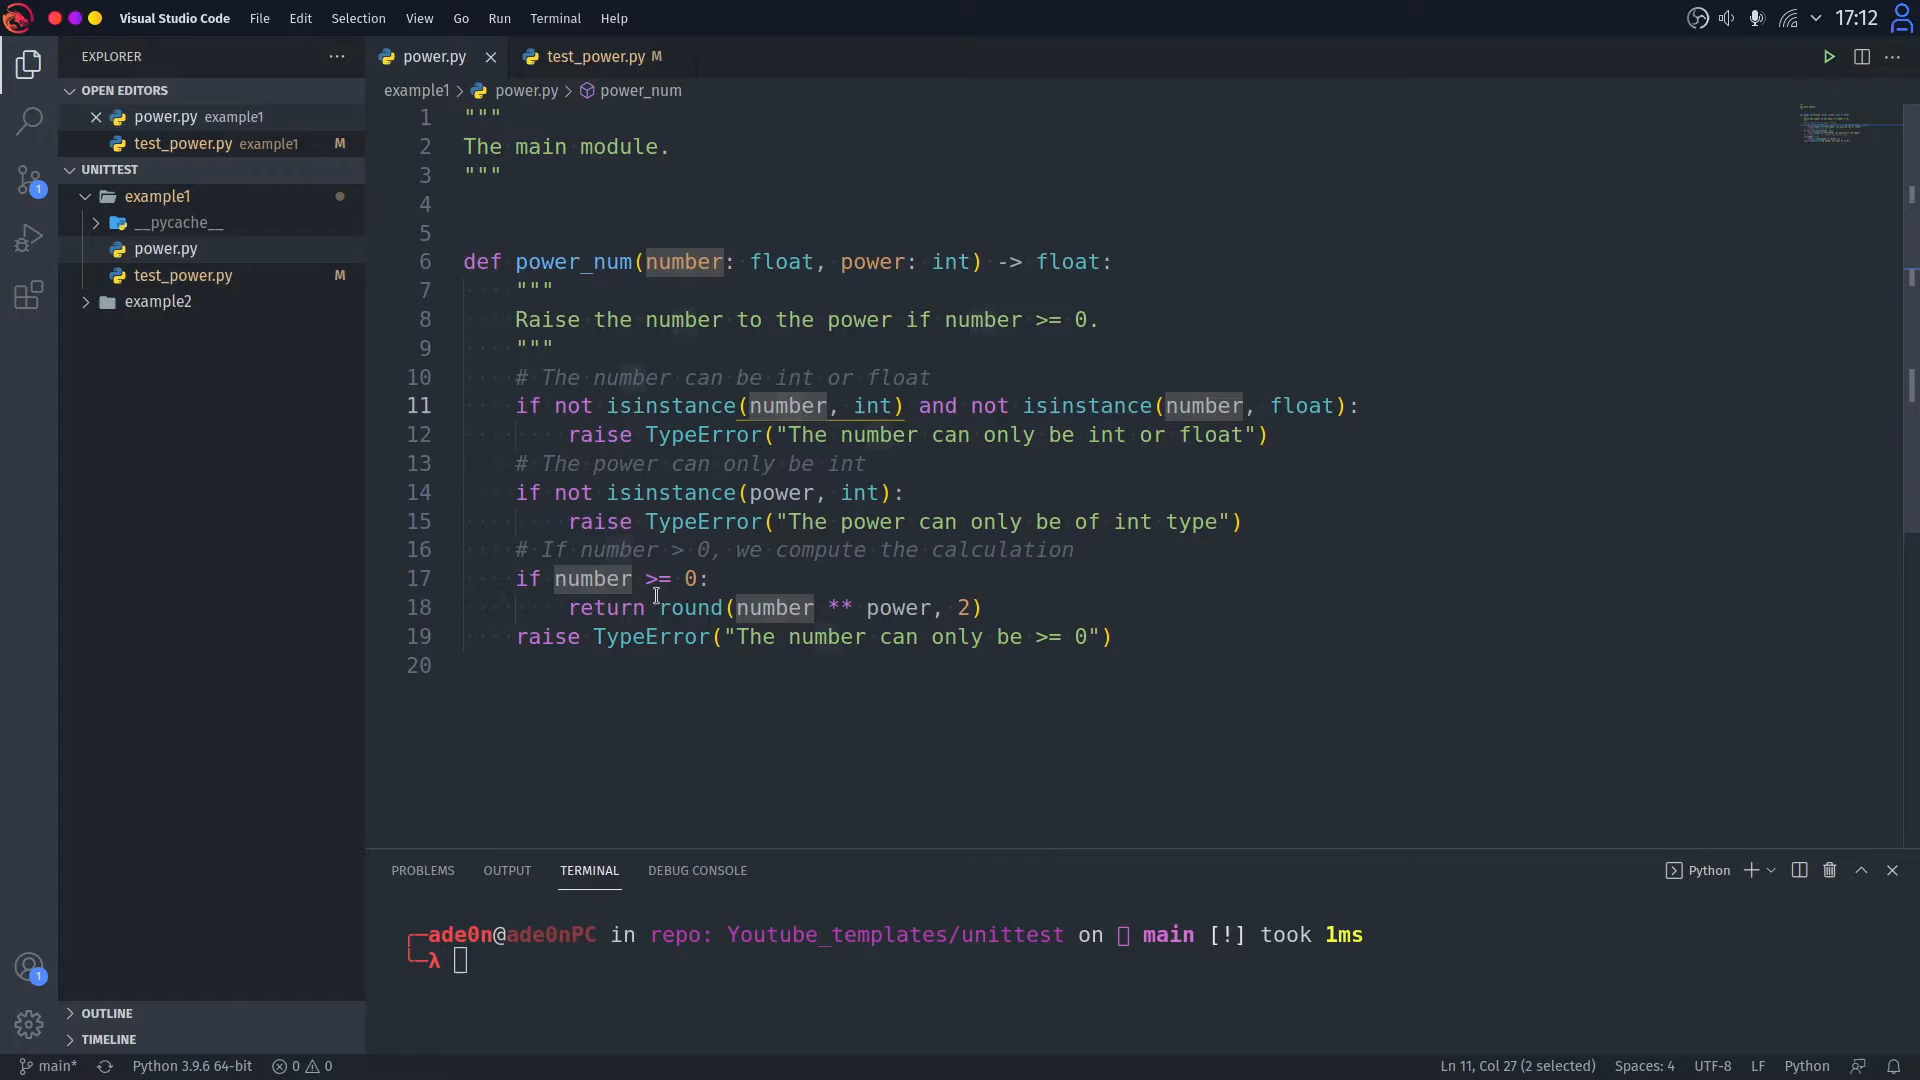 Visual Studio Code File Edit Selection View Go Run Terminal Help 17:12
EXPLORER
OPEN EDITORS
power.py example1
test_power.py example1 M
UNITTEST
example1
__pycache__
power.py
test_power.py M
example2
OUTLINE
TIMELINE
power.py
test_power.py M
example1 > power.py > power_num
1 """
2 The main module.
3 """
4
5
6 def power_num(number: float, power: int) -> float:
7 """
8 Raise the number to the power if number >= 0.
9 """
10 # The number can be int or float
11 if not isinstance(number, int) and not isinstance(number, float):
12 raise TypeError("The number can only be int or float")
13 # The power can only be int
14 if not isinstance(power, int):
15 raise TypeError("The power can only be of int type")
16 # If number > 0, we compute the calculation
17 if number >= 0:
18 return round(number ** power, 2)
19 raise TypeError("The number can only be >= 0")
20
PROBLEMS OUTPUT TERMINAL DEBUG CONSOLE Python
ade0n@ade0nPC in repo: Youtube_templates/unittest on main [!] took 1ms
λ
1
1
main* Python 3.9.6 64-bit 0 0 Ln 11, Col 27 (2 selected) Spaces: 4 UTF-8 LF Python